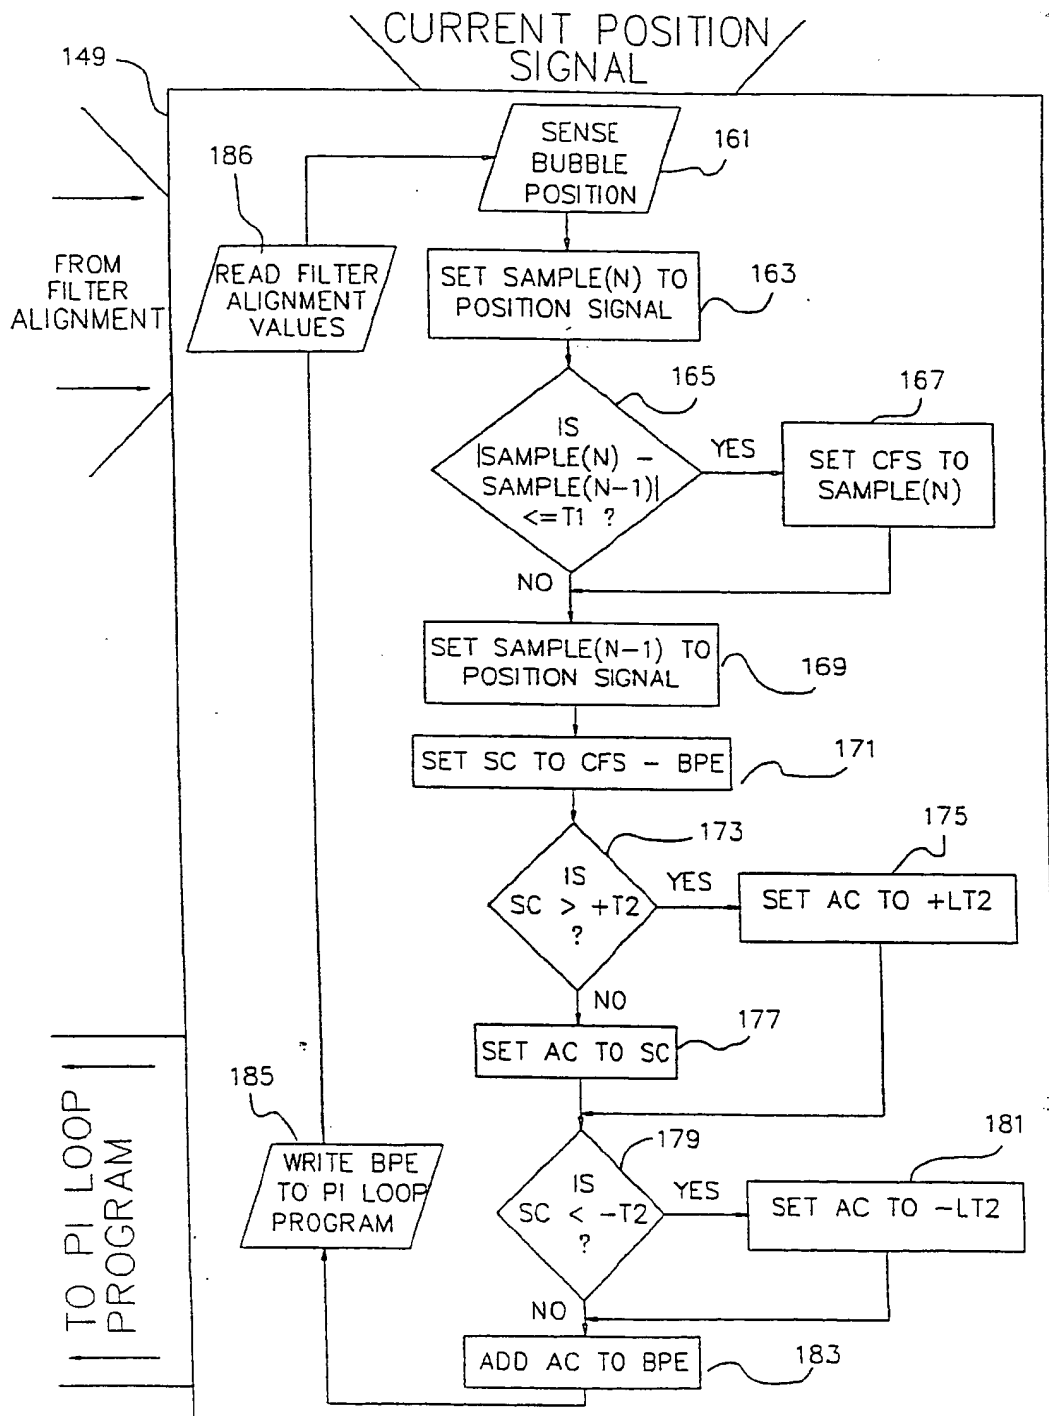 CURRENT POSITION
SIGNAL
149
SENSE
BUBBLE
POSITION
161
186
FROM
FILTER
ALIGNMENT
READ FILTER
ALIGNMENT
VALUES
SET SAMPLE(N) TO
POSITION SIGNAL
163
165
IS
|SAMPLE(N) –
SAMPLE(N–1)|
<=T1 ?
YES
167
SET CFS TO
SAMPLE(N)
NO
SET SAMPLE(N–1) TO
POSITION SIGNAL
169
SET SC TO CFS – BPE
171
173
IS
SC > +T2
?
YES
175
SET AC TO +LT2
NO
SET AC TO SC
177
179
IS
SC < –T2
?
YES
181
SET AC TO –LT2
NO
ADD AC TO BPE
183
185
WRITE BPE
TO PI LOOP
PROGRAM
TO PI LOOP
PROGRAM